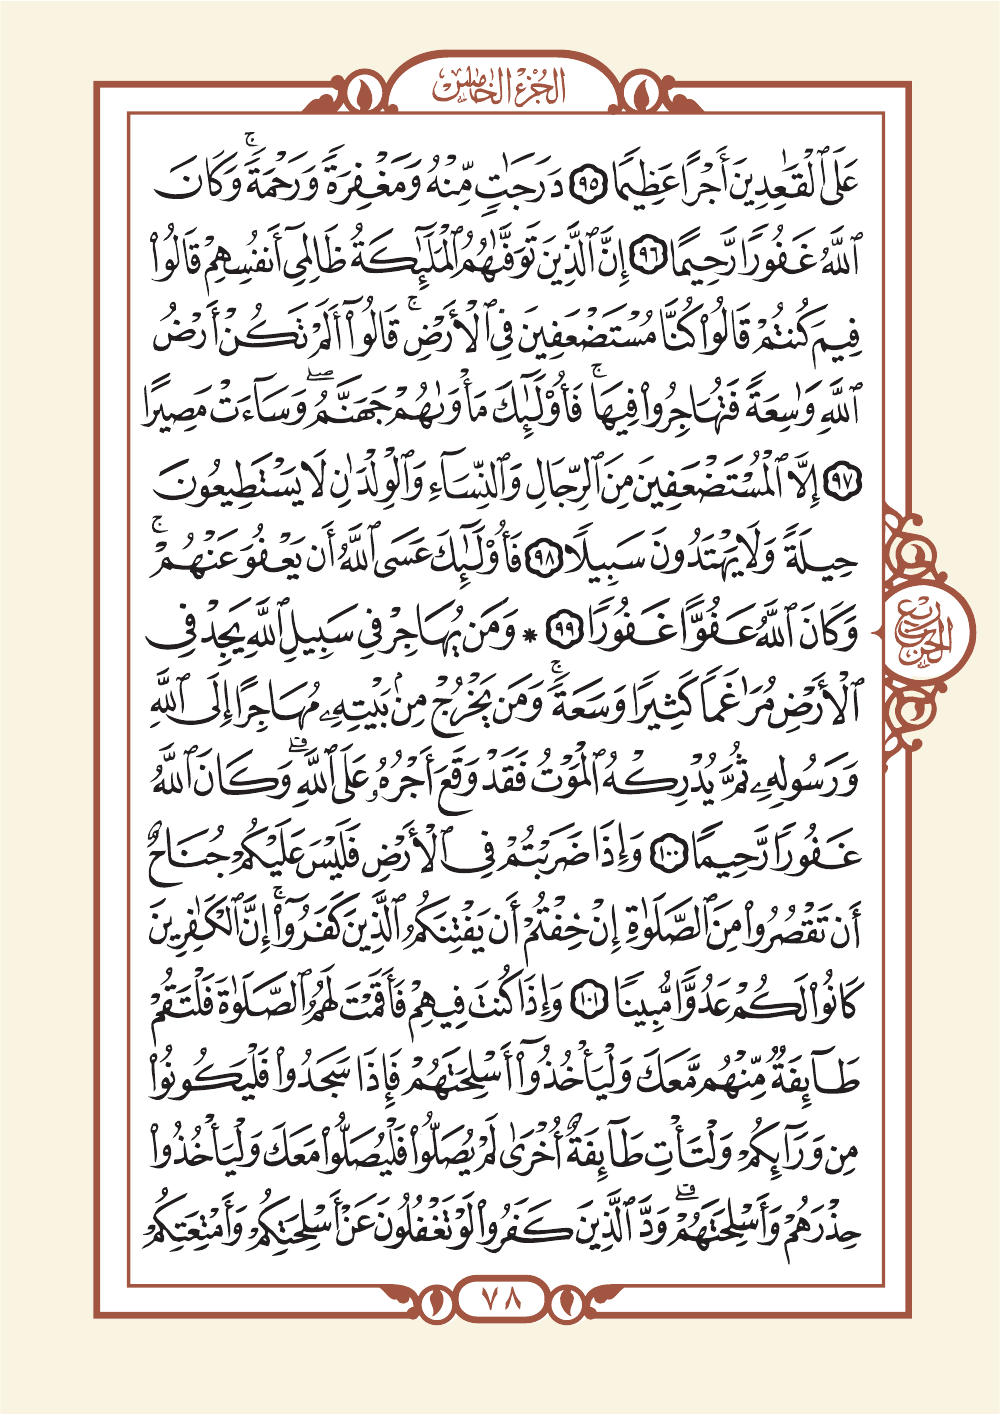 الجزء الخامس
عَلَى ٱلْقَٰعِدِينَ أَجْرًا عَظِيمًا ٩٥ دَرَجَٰتٍ مِّنْهُ وَمَغْفِرَةً وَرَحْمَةً ۚ وَكَانَ
ٱللَّهُ غَفُورًا رَّحِيمًا ٩٦ إِنَّ ٱلَّذِينَ تَوَفَّىٰهُمُ ٱلْمَلَٰٓئِكَةُ ظَالِمِىٓ أَنفُسِهِمْ قَالُوا۟
فِيمَ كُنتُمْ قَالُوا۟ كُنَّا مُسْتَضْعَفِينَ فِى ٱلْأَرْضِ ۚ قَالُوٓا۟ أَلَمْ تَكُنْ أَرْضُ
ٱللَّهِ وَٰسِعَةً فَتُهَاجِرُوا۟ فِيهَا ۚ فَأُو۟لَٰٓئِكَ مَأْوَىٰهُمْ جَهَنَّمُ ۖ وَسَآءَتْ مَصِيرًا
٩٧ إِلَّا ٱلْمُسْتَضْعَفِينَ مِنَ ٱلرِّجَالِ وَٱلنِّسَآءِ وَٱلْوِلْدَٰنِ لَا يَسْتَطِيعُونَ
حِيلَةً وَلَا يَهْتَدُونَ سَبِيلًا ٩٨ فَأُو۟لَٰٓئِكَ عَسَى ٱللَّهُ أَن يَعْفُوَ عَنْهُمْ ۚ
وَكَانَ ٱللَّهُ عَفُوًّا غَفُورًا ٩٩ * وَمَن يُهَاجِرْ فِى سَبِيلِ ٱللَّهِ يَجِدْ فِى
ٱلْأَرْضِ مُرَٰغَمًا كَثِيرًا وَسَعَةً ۚ وَمَن يَخْرُجْ مِنۢ بَيْتِهِۦ مُهَاجِرًا إِلَى ٱللَّهِ
وَرَسُولِهِۦ ثُمَّ يُدْرِكْهُ ٱلْمَوْتُ فَقَدْ وَقَعَ أَجْرُهُۥ عَلَى ٱللَّهِ ۗ وَكَانَ ٱللَّهُ
غَفُورًا رَّحِيمًا ١٠٠ وَإِذَا ضَرَبْتُمْ فِى ٱلْأَرْضِ فَلَيْسَ عَلَيْكُمْ جُنَاحٌ
أَن تَقْصُرُوا۟ مِنَ ٱلصَّلَوٰةِ إِنْ خِفْتُمْ أَن يَفْتِنَكُمُ ٱلَّذِينَ كَفَرُوٓا۟ ۚ إِنَّ ٱلْكَٰفِرِينَ
كَانُوا۟ لَكُمْ عَدُوًّا مُّبِينًا ١٠١ وَإِذَا كُنتَ فِيهِمْ فَأَقَمْتَ لَهُمُ ٱلصَّلَوٰةَ فَلْتَقُمْ
طَآئِفَةٌ مِّنْهُم مَّعَكَ وَلْيَأْخُذُوٓا۟ أَسْلِحَتَهُمْ فَإِذَا سَجَدُوا۟ فَلْيَكُونُوا۟
مِن وَرَآئِكُمْ وَلْتَأْتِ طَآئِفَةٌ أُخْرَىٰ لَمْ يُصَلُّوا۟ فَلْيُصَلُّوا۟ مَعَكَ وَلْيَأْخُذُوا۟
حِذْرَهُمْ وَأَسْلِحَتَهُمْ ۗ وَدَّ ٱلَّذِينَ كَفَرُوا۟ لَوْ تَغْفُلُونَ عَنْ أَسْلِحَتِكُمْ وَأَمْتِعَتِكُمْ
ربع الحزب
٧٨